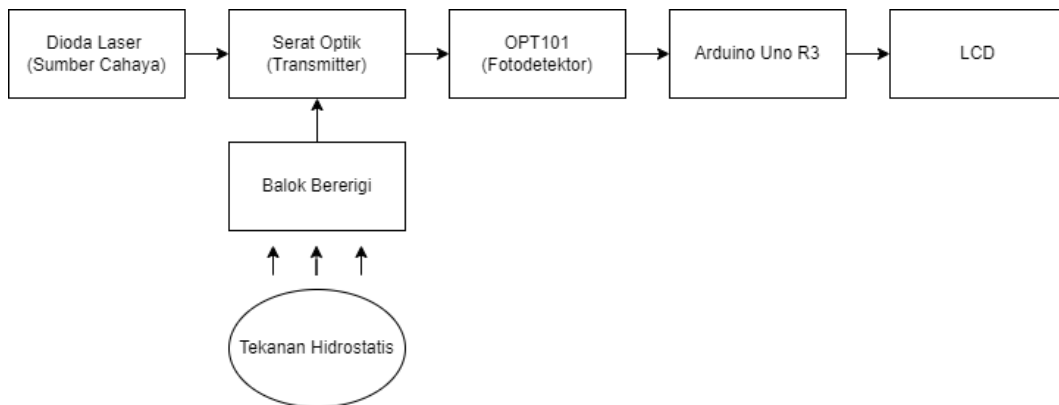 Dioda Laser
(Sumber Cahaya)
Serat Optik
(Transmitter)
OPT101
(Fotodetektor)
Arduino Uno R3
LCD
Balok Bererigi
Tekanan Hidrostatis